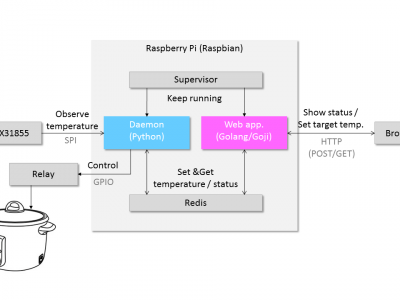 Raspberry Pi (Raspbian)
Supervisor
Keep running
Observe
temperature
SPI
X31855
Daemon
(Python)
Web app.
(Golang/Goji)
Show status /
Set target temp.
HTTP
(POST/GET)
Bro
Control
GPIO
Relay
Set &Get
temperature / status
Redis